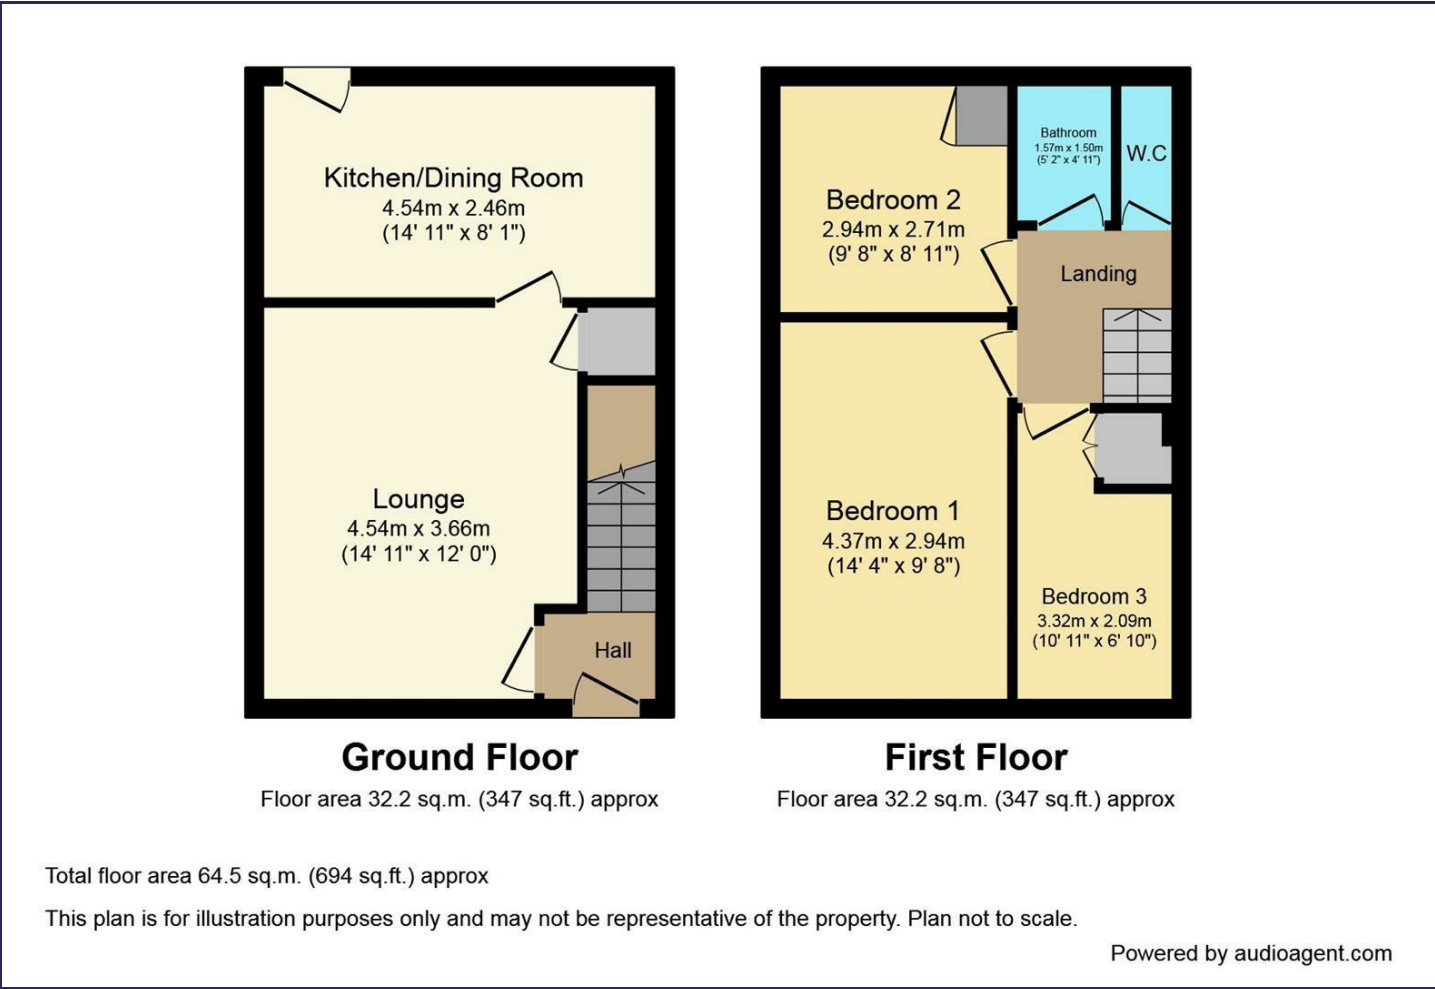 Kitchen/Dining Room
4.54m x 2.46m
(14' 11" x 8' 1")
Lounge
4.54m x 3.66m
(14' 11" x 12' 0")
Hall
Ground Floor
Floor area 32.2 sq.m. (347 sq.ft.) approx
Bathroom
1.57m x 1.50m
(5' 2" x 4' 11")
W.C
Bedroom 2
2.94m x 2.71m
(9' 8" x 8' 11")
Landing
Bedroom 1
4.37m x 2.94m
(14' 4" x 9' 8")
Bedroom 3
3.32m x 2.09m
(10' 11" x 6' 10")
First Floor
Floor area 32.2 sq.m. (347 sq.ft.) approx
Total floor area 64.5 sq.m. (694 sq.ft.) approx
This plan is for illustration purposes only and may not be representative of the property. Plan not to scale.
Powered by audioagent.com